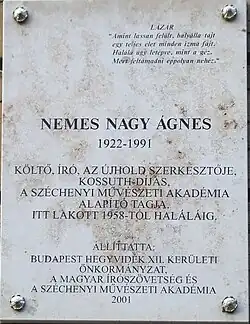 LÁZÁR
"Amint lassan felült, balválla tájt
egy teljes élet minden izma fájt.
Halála úgy letépve, mint a géz.
Mert feltámadni éppolyan nehéz."
NEMES NAGY ÁGNES
1922-1991
KÖLTŐ, ÍRÓ, AZ ÚJHOLD SZERKESZTŐJE,
KOSSUTH-DÍJAS,
A SZÉCHENYI MŰVÉSZETI AKADÉMIA
ALAPÍTÓ TAGJA.
ITT LAKOTT 1958-TÓL HALÁLÁIG.
ÁLLÍTTATTA:
BUDAPEST HEGYVIDÉK XII. KERÜLETI
ÖNKORMÁNYZAT,
A MAGYAR ÍRÓSZÖVETSÉG ÉS
A SZÉCHENYI MŰVÉSZETI AKADÉMIA
2001